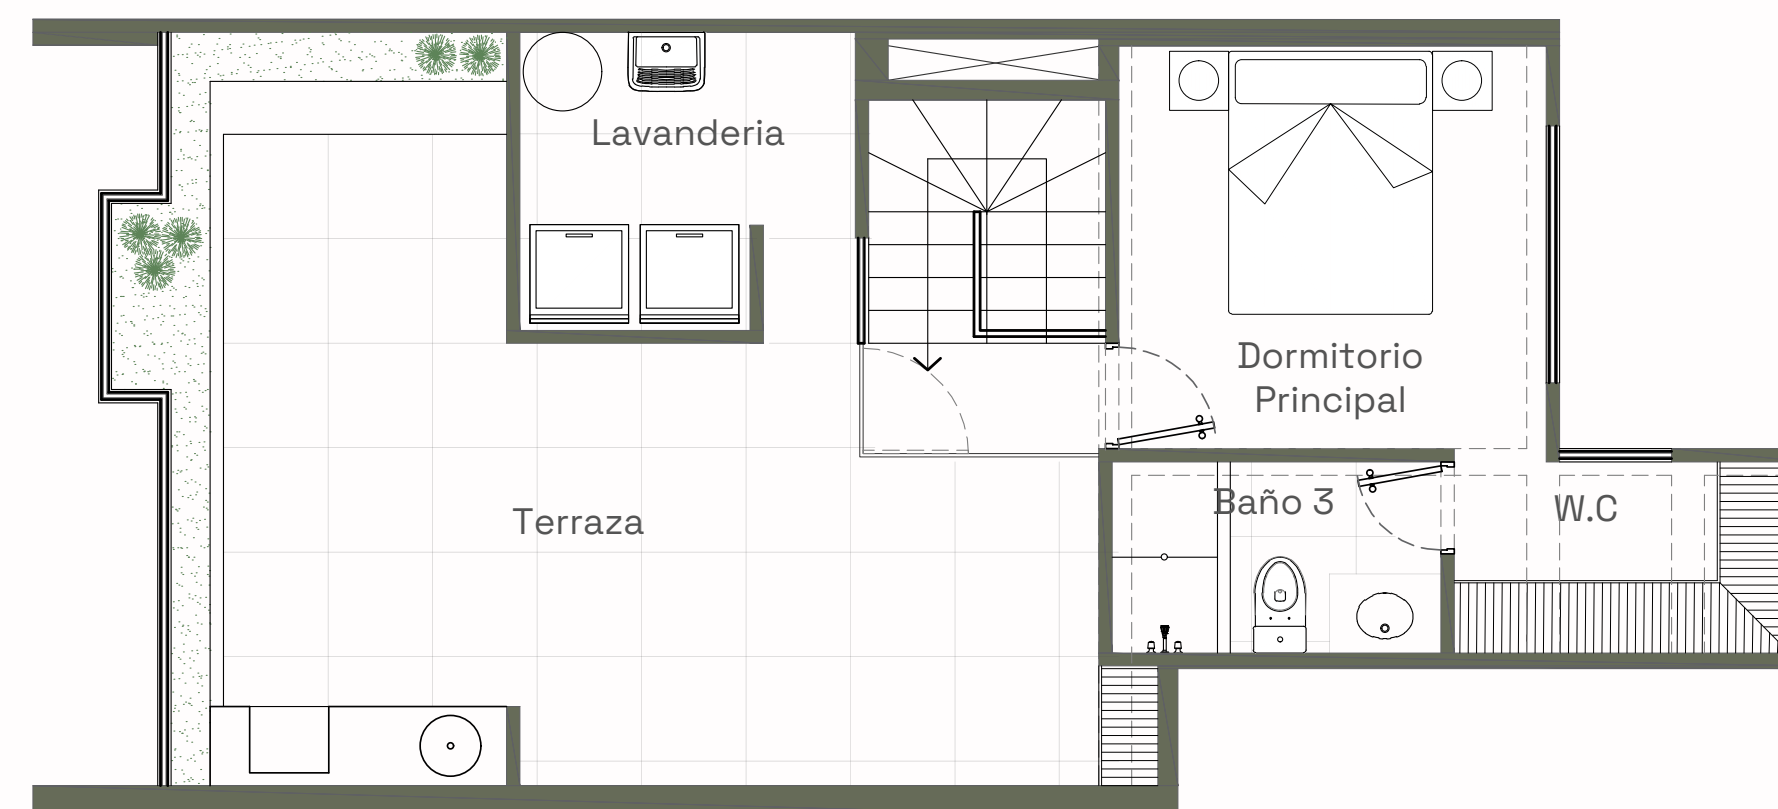 Lavanderia
Dormitorio
Principal
Terraza
Baño 3
W.C